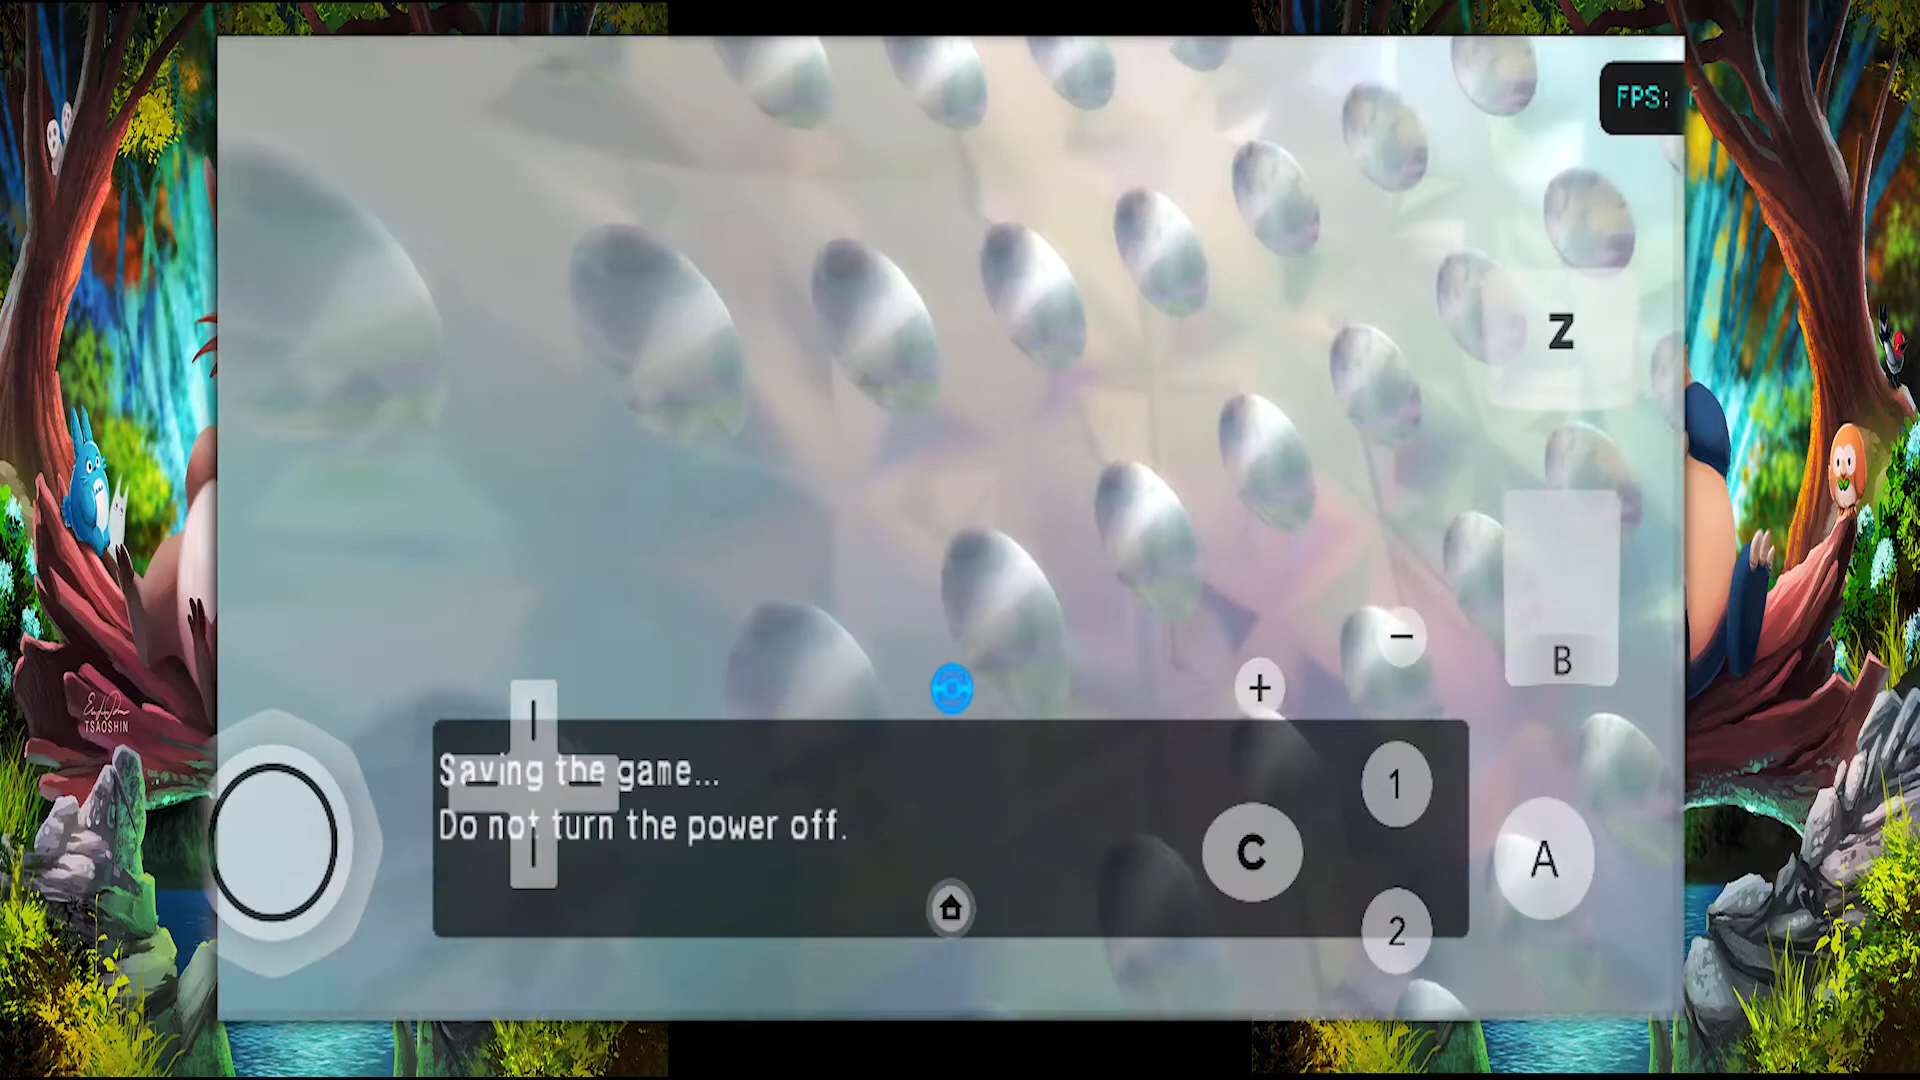 FPS:
Z
B
−
+
Saving the game...
Do not turn the power off.
1
C
A
2
TSAOSHIN